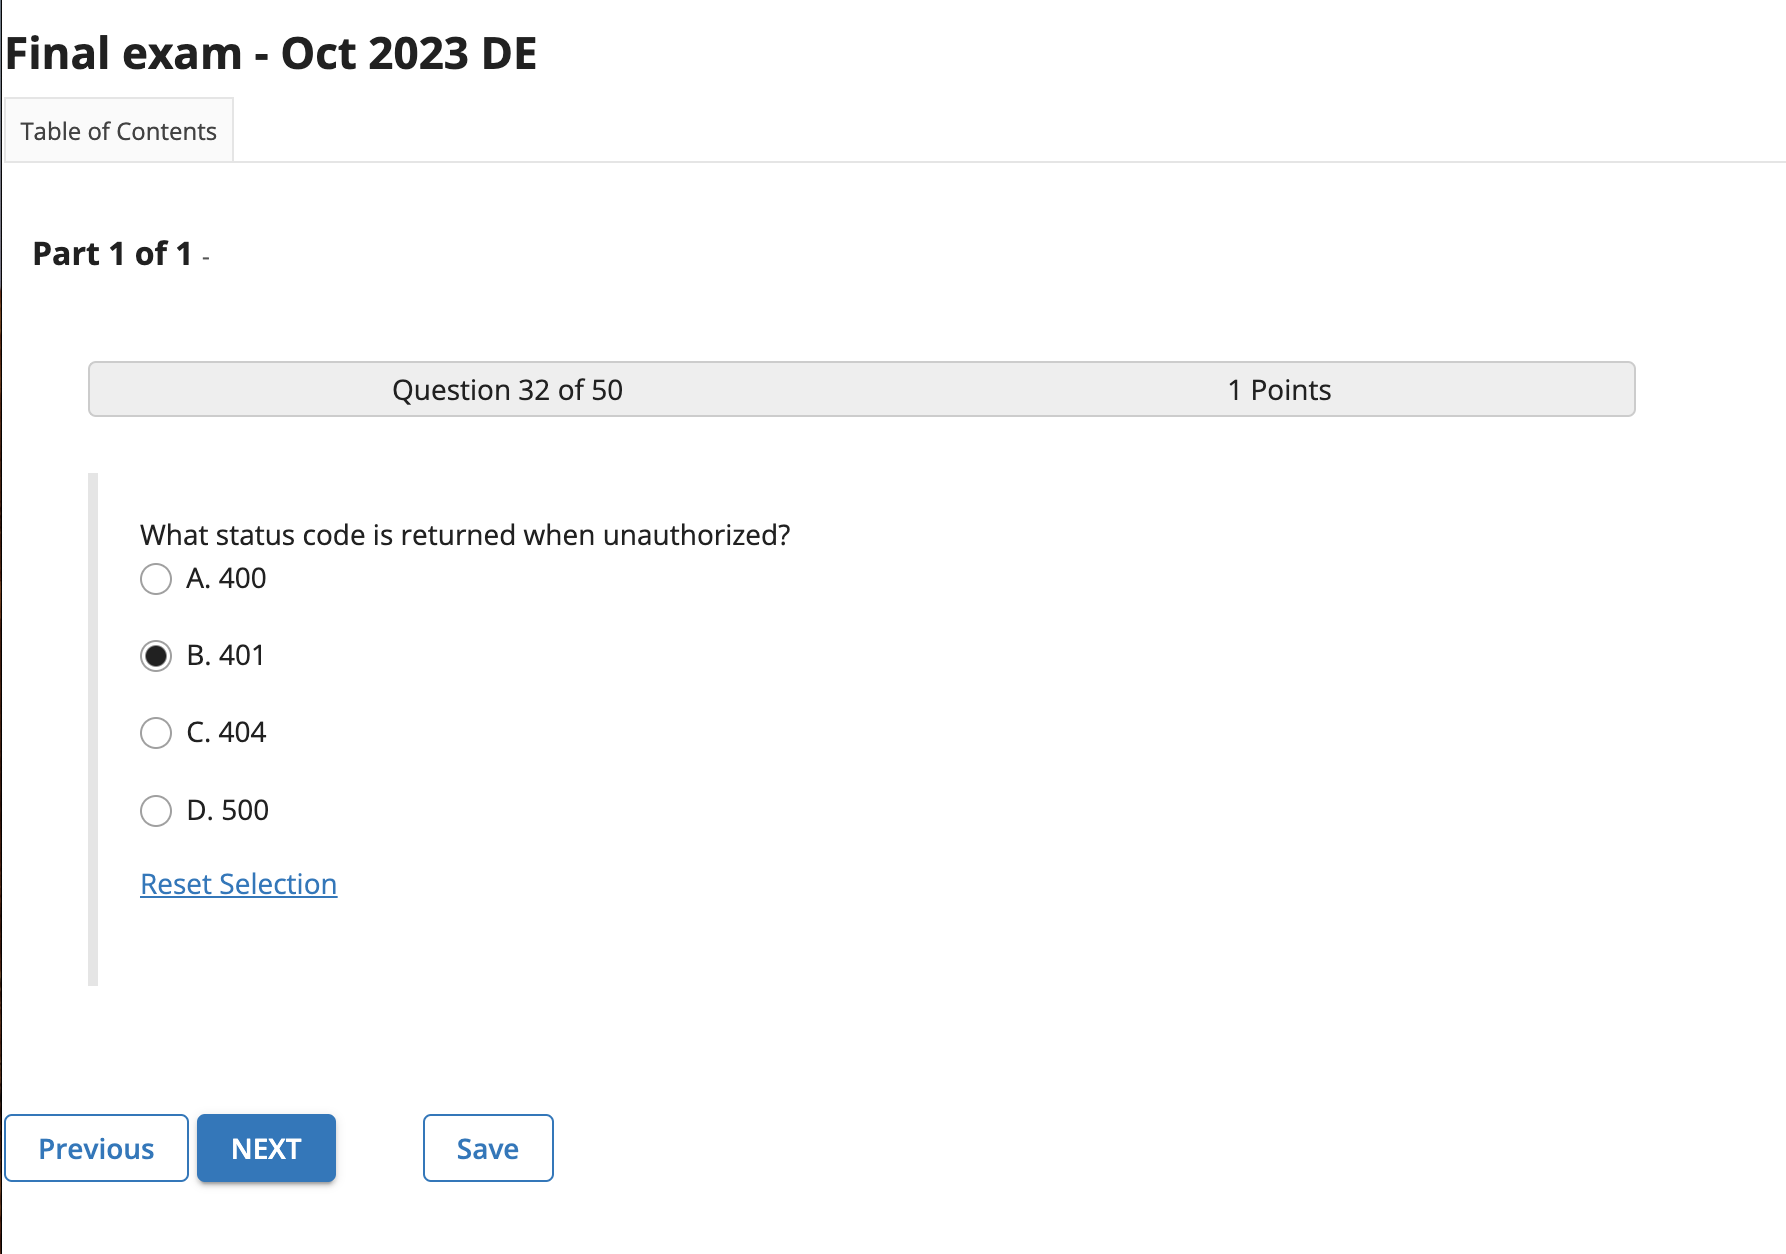 Final exam - Oct 2023 DE
Table of Contents
Part 1 of 1 -
Question 32 of 50 1 Points
What status code is returned when unauthorized?
A. 400
B. 401
C. 404
D. 500
Reset Selection
Previous NEXT Save